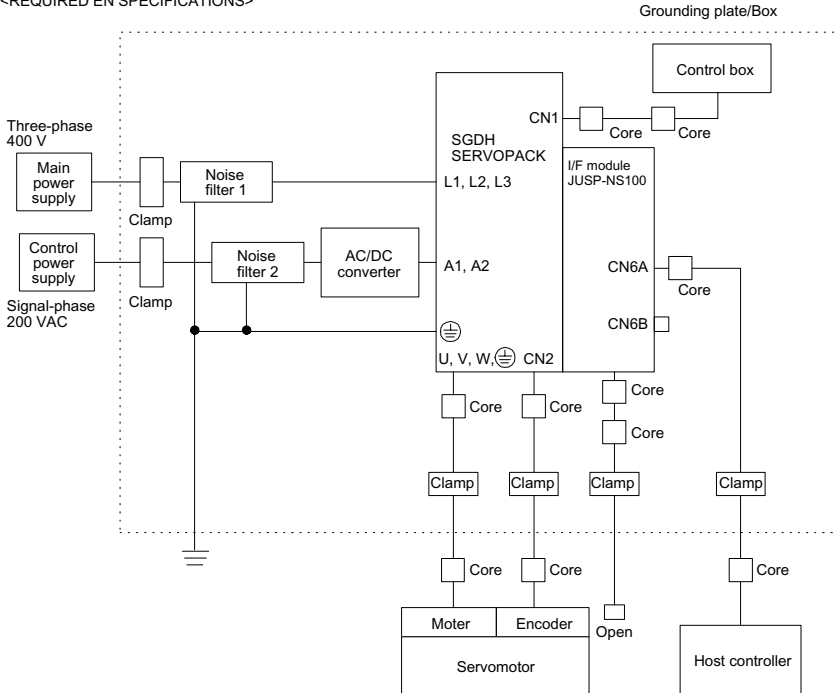 <REQUIRED EN SPECIFICATIONS>
Grounding plate/Box
Control box
CN1
Core
Core
Three-phase
400 V
SGDH
SERVOPACK
I/F module
JUSP-NS100
Main
power
supply
Clamp
Noise
filter 1
L1, L2, L3
Control
power
supply
Clamp
Noise
filter 2
AC/DC
converter
A1, A2
CN6A
Core
Signal-phase
200 VAC
CN6B
U, V, W, CN2
Core
Core
Core
Core
Clamp
Clamp
Clamp
Clamp
Core
Core
Core
Moter
Encoder
Open
Servomotor
Host controller